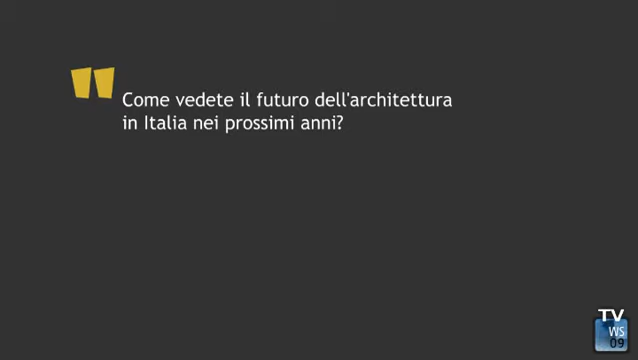 Come vedete il futuro dell'architettura
in Italia nei prossimi anni?
TV
WS
09